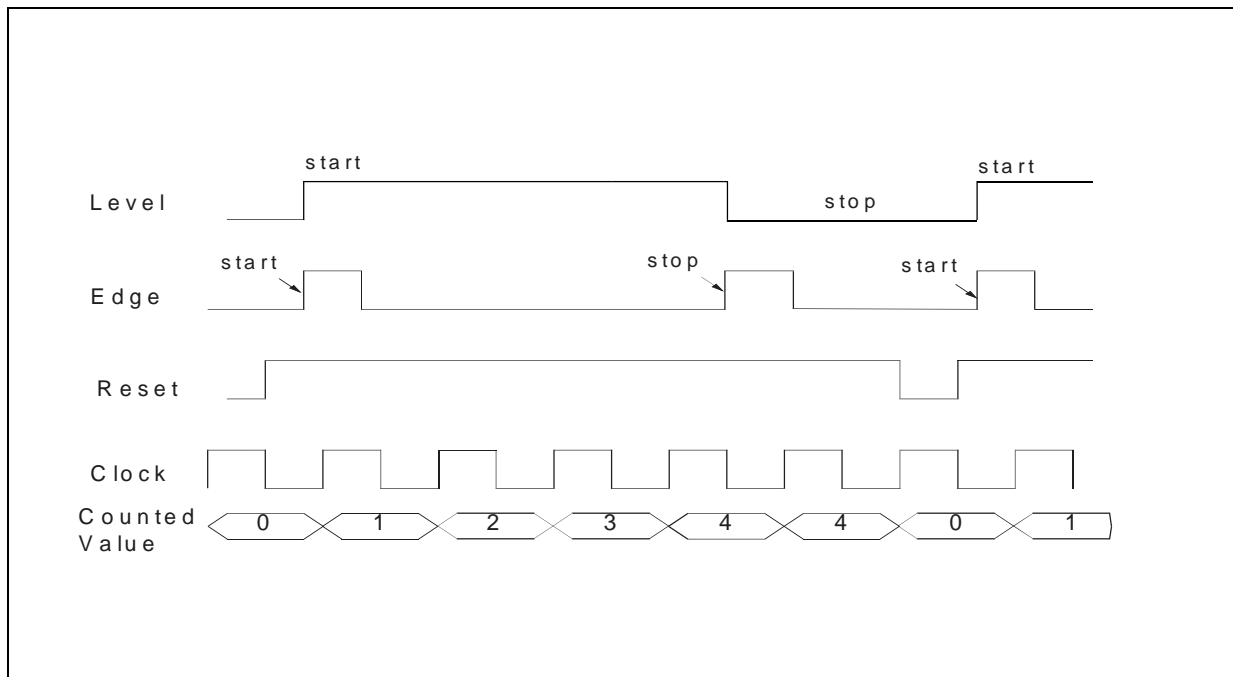 start
start
Level
stop
start
stop
start
Edge
Reset
Clock
Counted
Value
0 1 2 3 4 4 0 1